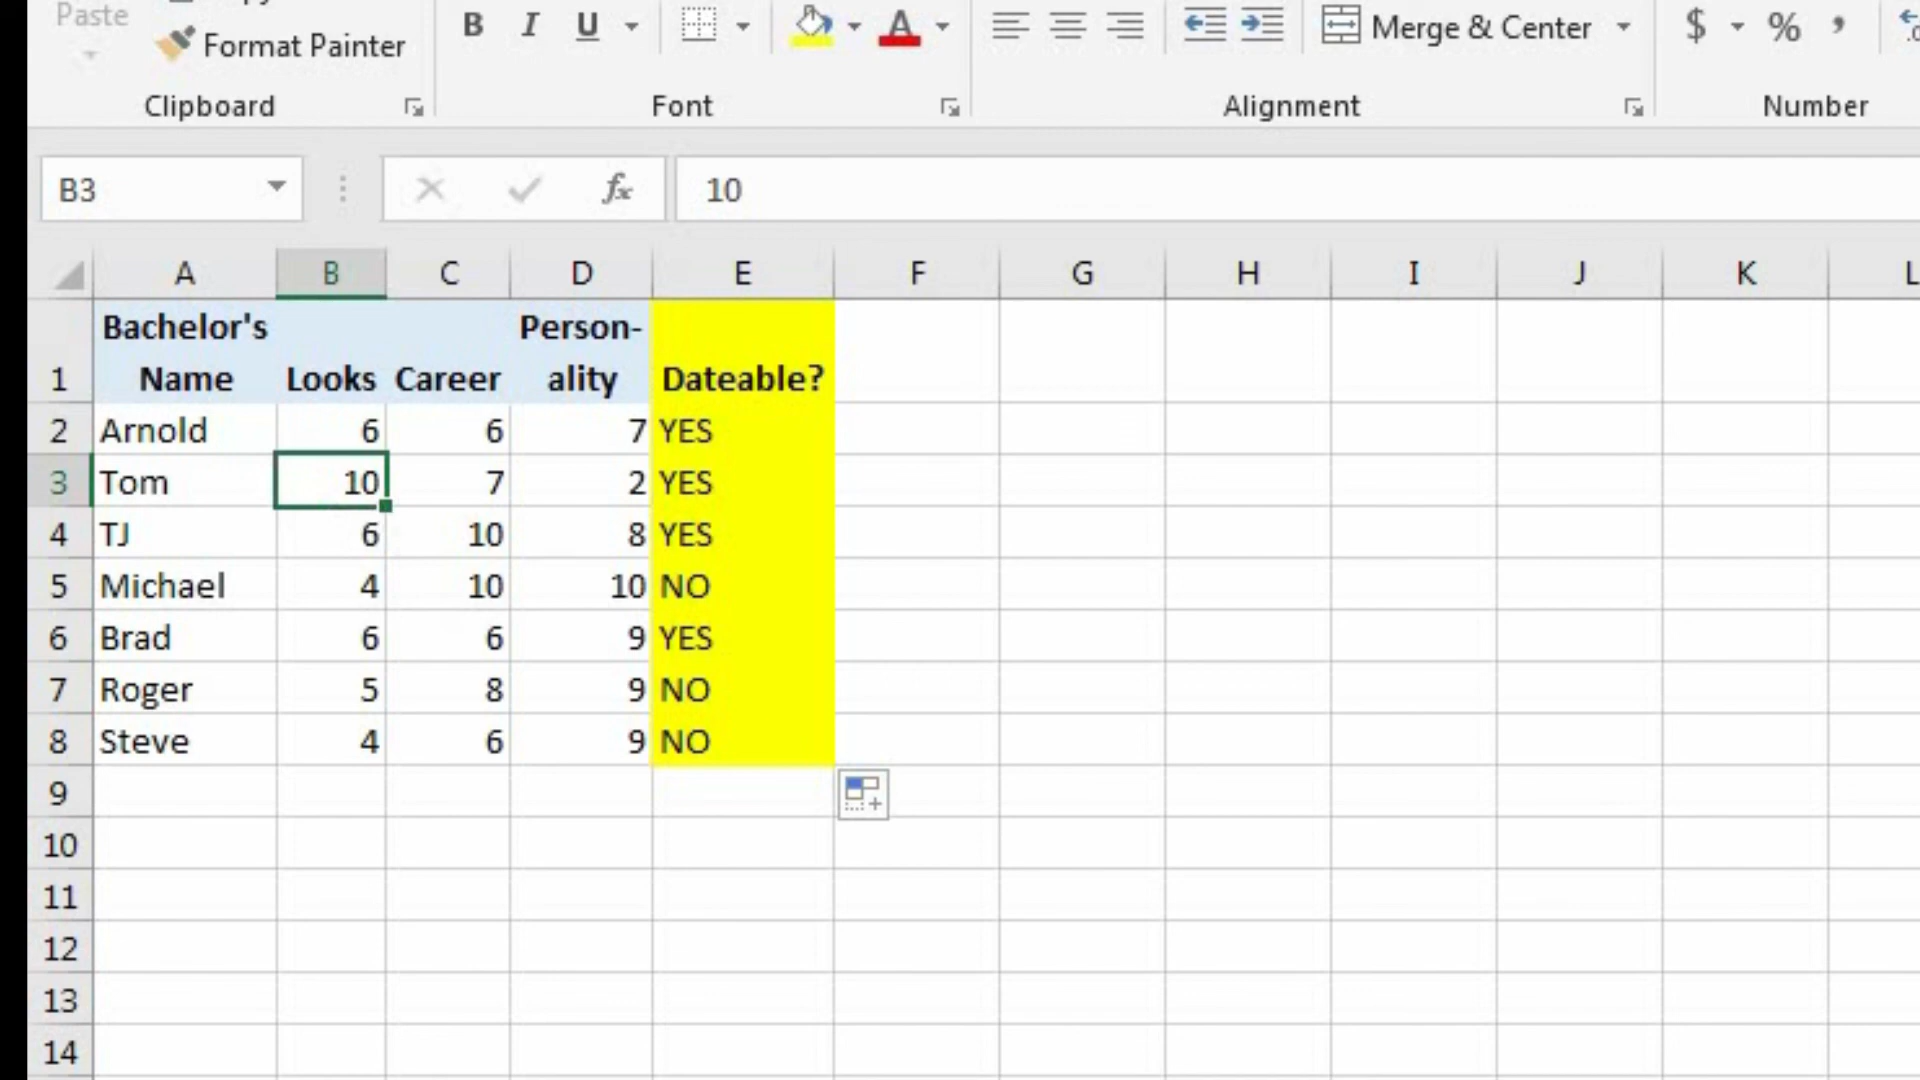 Paste
Format Painter
B I U A Merge & Center $ % ,
Clipboard Font Alignment Number
B3 fx 10
A B C D E F G H I J K L
Bachelor's Person-
1 Name Looks Career ality Dateable?
2 Arnold 6 6 7 YES
3 Tom 10 7 2 YES
4 TJ 6 10 8 YES
5 Michael 4 10 10 NO
6 Brad 6 6 9 YES
7 Roger 5 8 9 NO
8 Steve 4 6 9 NO
9
10
11
12
13
14